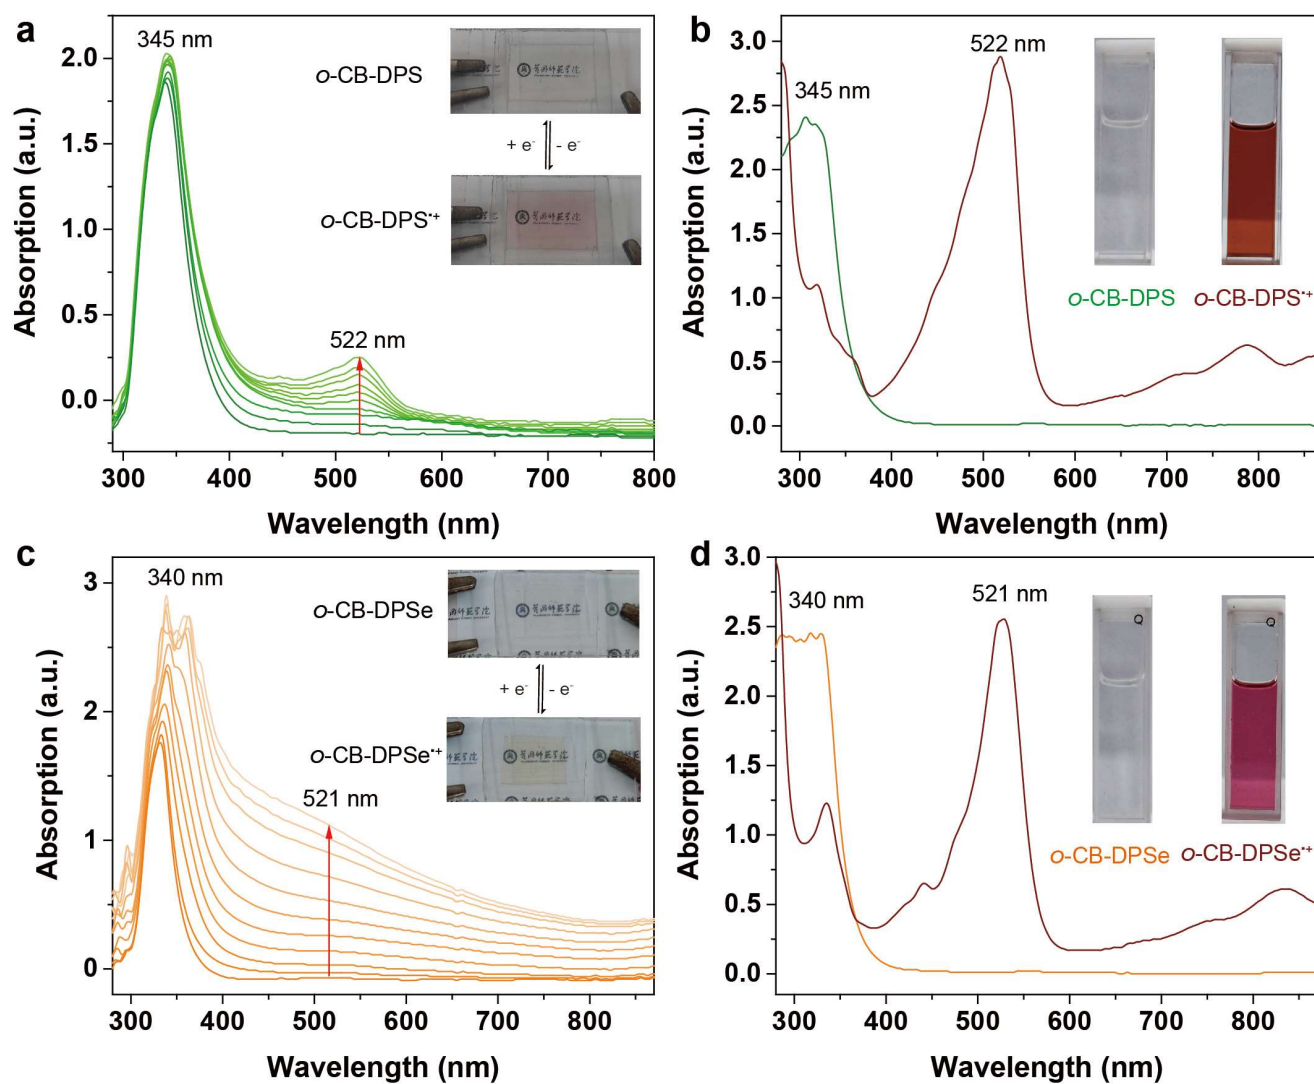 a
345 nm
522 nm
o-CB-DPS
+ e⁻
- e⁻
o-CB-DPS•+
Absorption (a.u.)
2.0
1.5
1.0
0.5
0.0
300 400 500 600 700 800
Wavelength (nm)
b
345 nm
522 nm
o-CB-DPS
o-CB-DPS•+
Absorption (a.u.)
3.0
2.5
2.0
1.5
1.0
0.5
0.0
300 400 500 600 700 800
Wavelength (nm)
c
340 nm
521 nm
o-CB-DPSe
+ e⁻
- e⁻
o-CB-DPSe•+
Absorption (a.u.)
3
2
1
0
300 400 500 600 700 800
Wavelength (nm)
d
340 nm
521 nm
Q
Q
o-CB-DPSe
o-CB-DPSe•+
Absorption (a.u.)
3.0
2.5
2.0
1.5
1.0
0.5
0.0
300 400 500 600 700 800
Wavelength (nm)